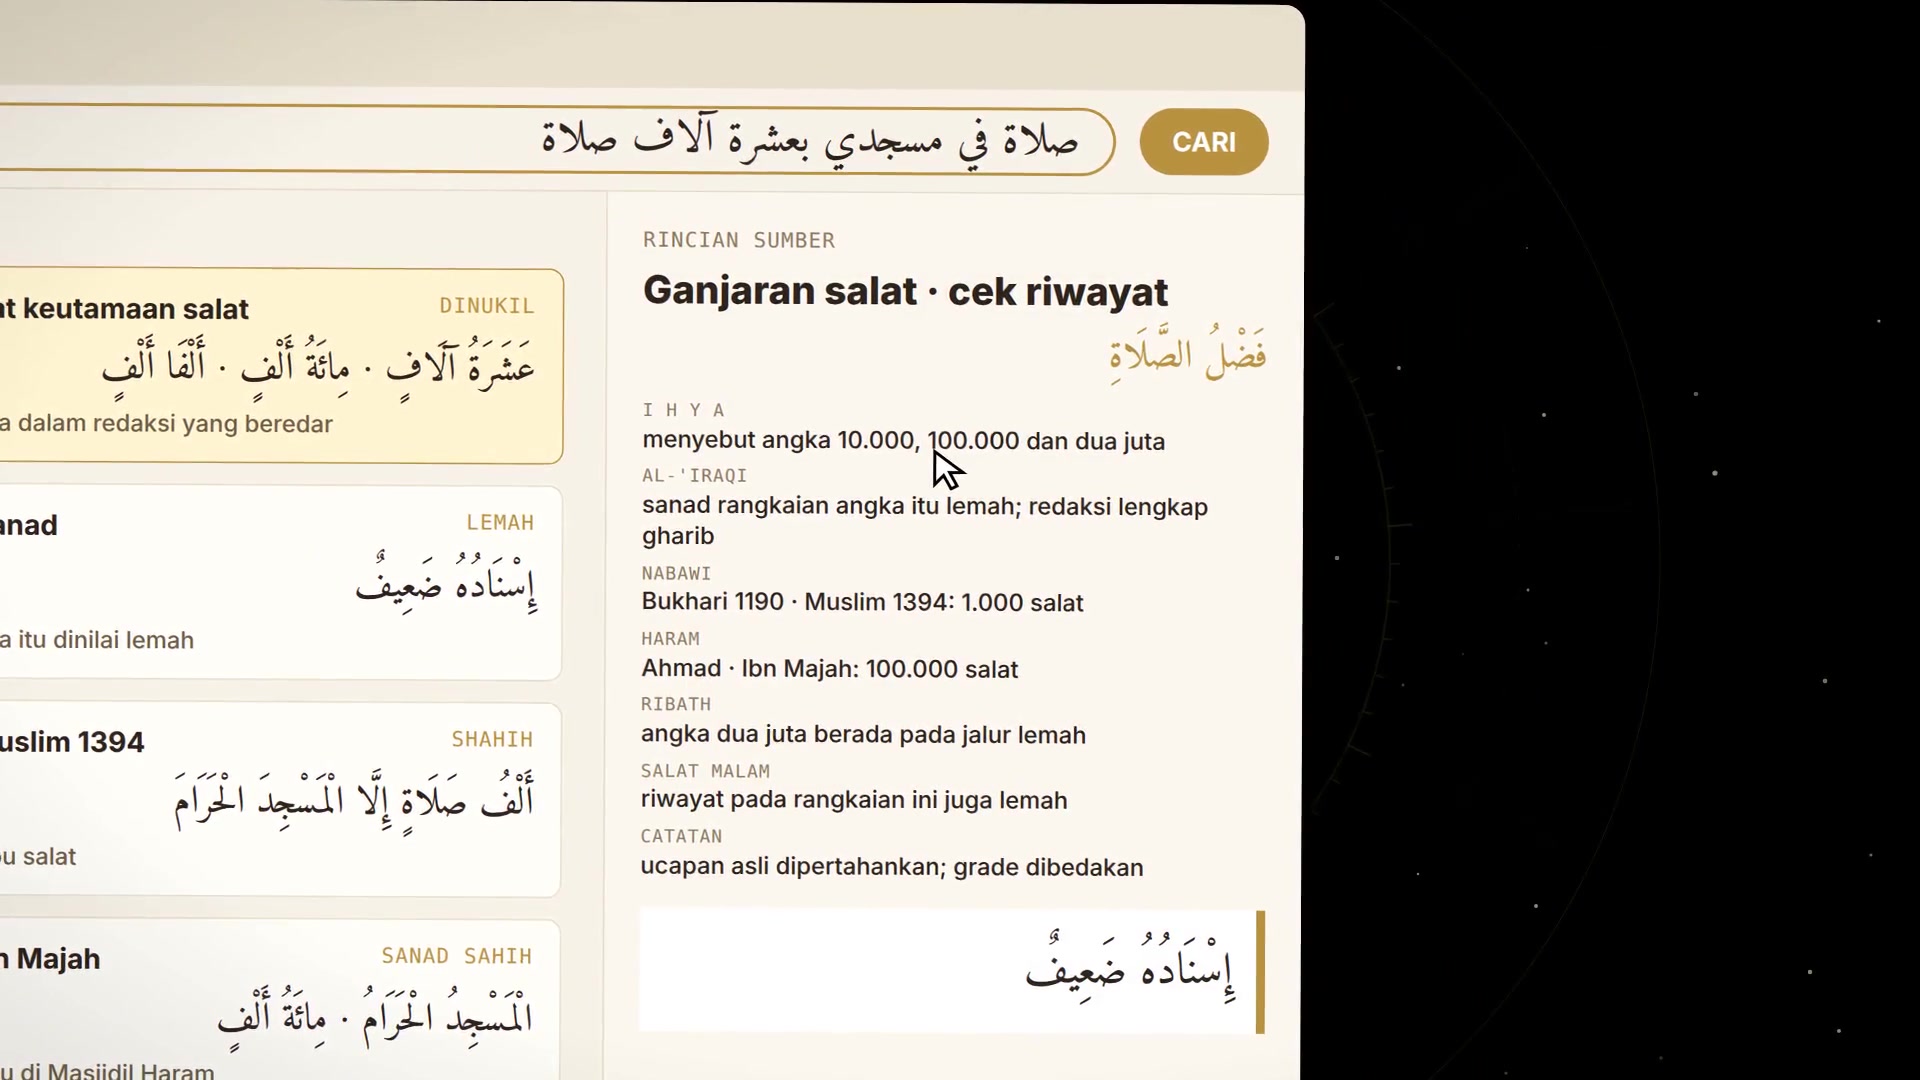 صلاة في مسجدي بعشرة آلاف صلاة
CARI
keutamaan salat
DINUKIL
عَشَرَةُ آلَافٍ · مِائَةُ أَلْفٍ · أَلْفَا أَلْفٍ
dalam redaksi yang beredar
LEMAH
إِسْنَادُهُ ضَعِيفٌ
itu dinilai lemah
1394
SHAHIH
أَلْفُ صَلَاةٍ إِلَّا الْمَسْجِدَ الْحَرَامَ
salat
Majah
SANAD SAHIH
الْمَسْجِدُ الْحَرَامُ · مِائَةُ أَلْفٍ
di Masjidil Haram
RINCIAN SUMBER
Ganjaran salat · cek riwayat
فَضْلُ الصَّلَاةِ
IHYA
menyebut angka 10.000, 100.000 dan dua juta
AL-'IRAQI
sanad rangkaian angka itu lemah; redaksi lengkap
gharib
NABAWI
Bukhari 1190 · Muslim 1394: 1.000 salat
HARAM
Ahmad · Ibn Majah: 100.000 salat
RIBATH
angka dua juta berada pada jalur lemah
SALAT MALAM
riwayat pada rangkaian ini juga lemah
CATATAN
ucapan asli dipertahankan; grade dibedakan
إِسْنَادُهُ ضَعِيفٌ